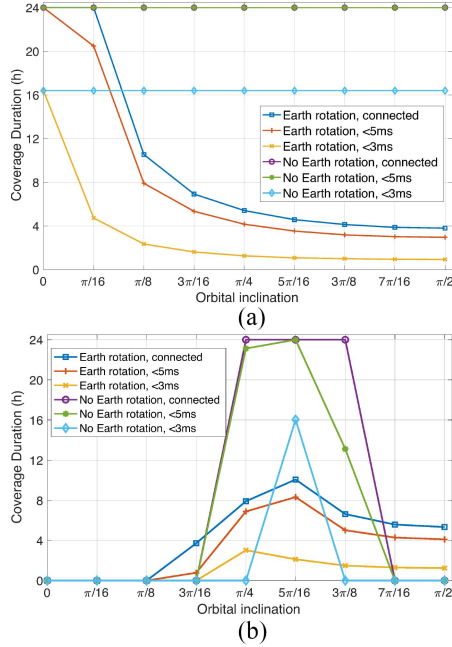 24
20
16
12
8
4
0
Coverage Duration (h)
Earth rotation, connected
Earth rotation, <5ms
Earth rotation, <3ms
No Earth rotation, connected
No Earth rotation, <5ms
No Earth rotation, <3ms
0 π/16 π/8 3π/16 π/4 5π/16 3π/8 7π/16 π/2
Orbital inclination
(a)
24
20
16
12
8
4
0
Coverage Duration (h)
Earth rotation, connected
Earth rotation, <5ms
Earth rotation, <3ms
No Earth rotation, connected
No Earth rotation, <5ms
No Earth rotation, <3ms
0 π/16 π/8 3π/16 π/4 5π/16 3π/8 7π/16 π/2
Orbital inclination
(b)